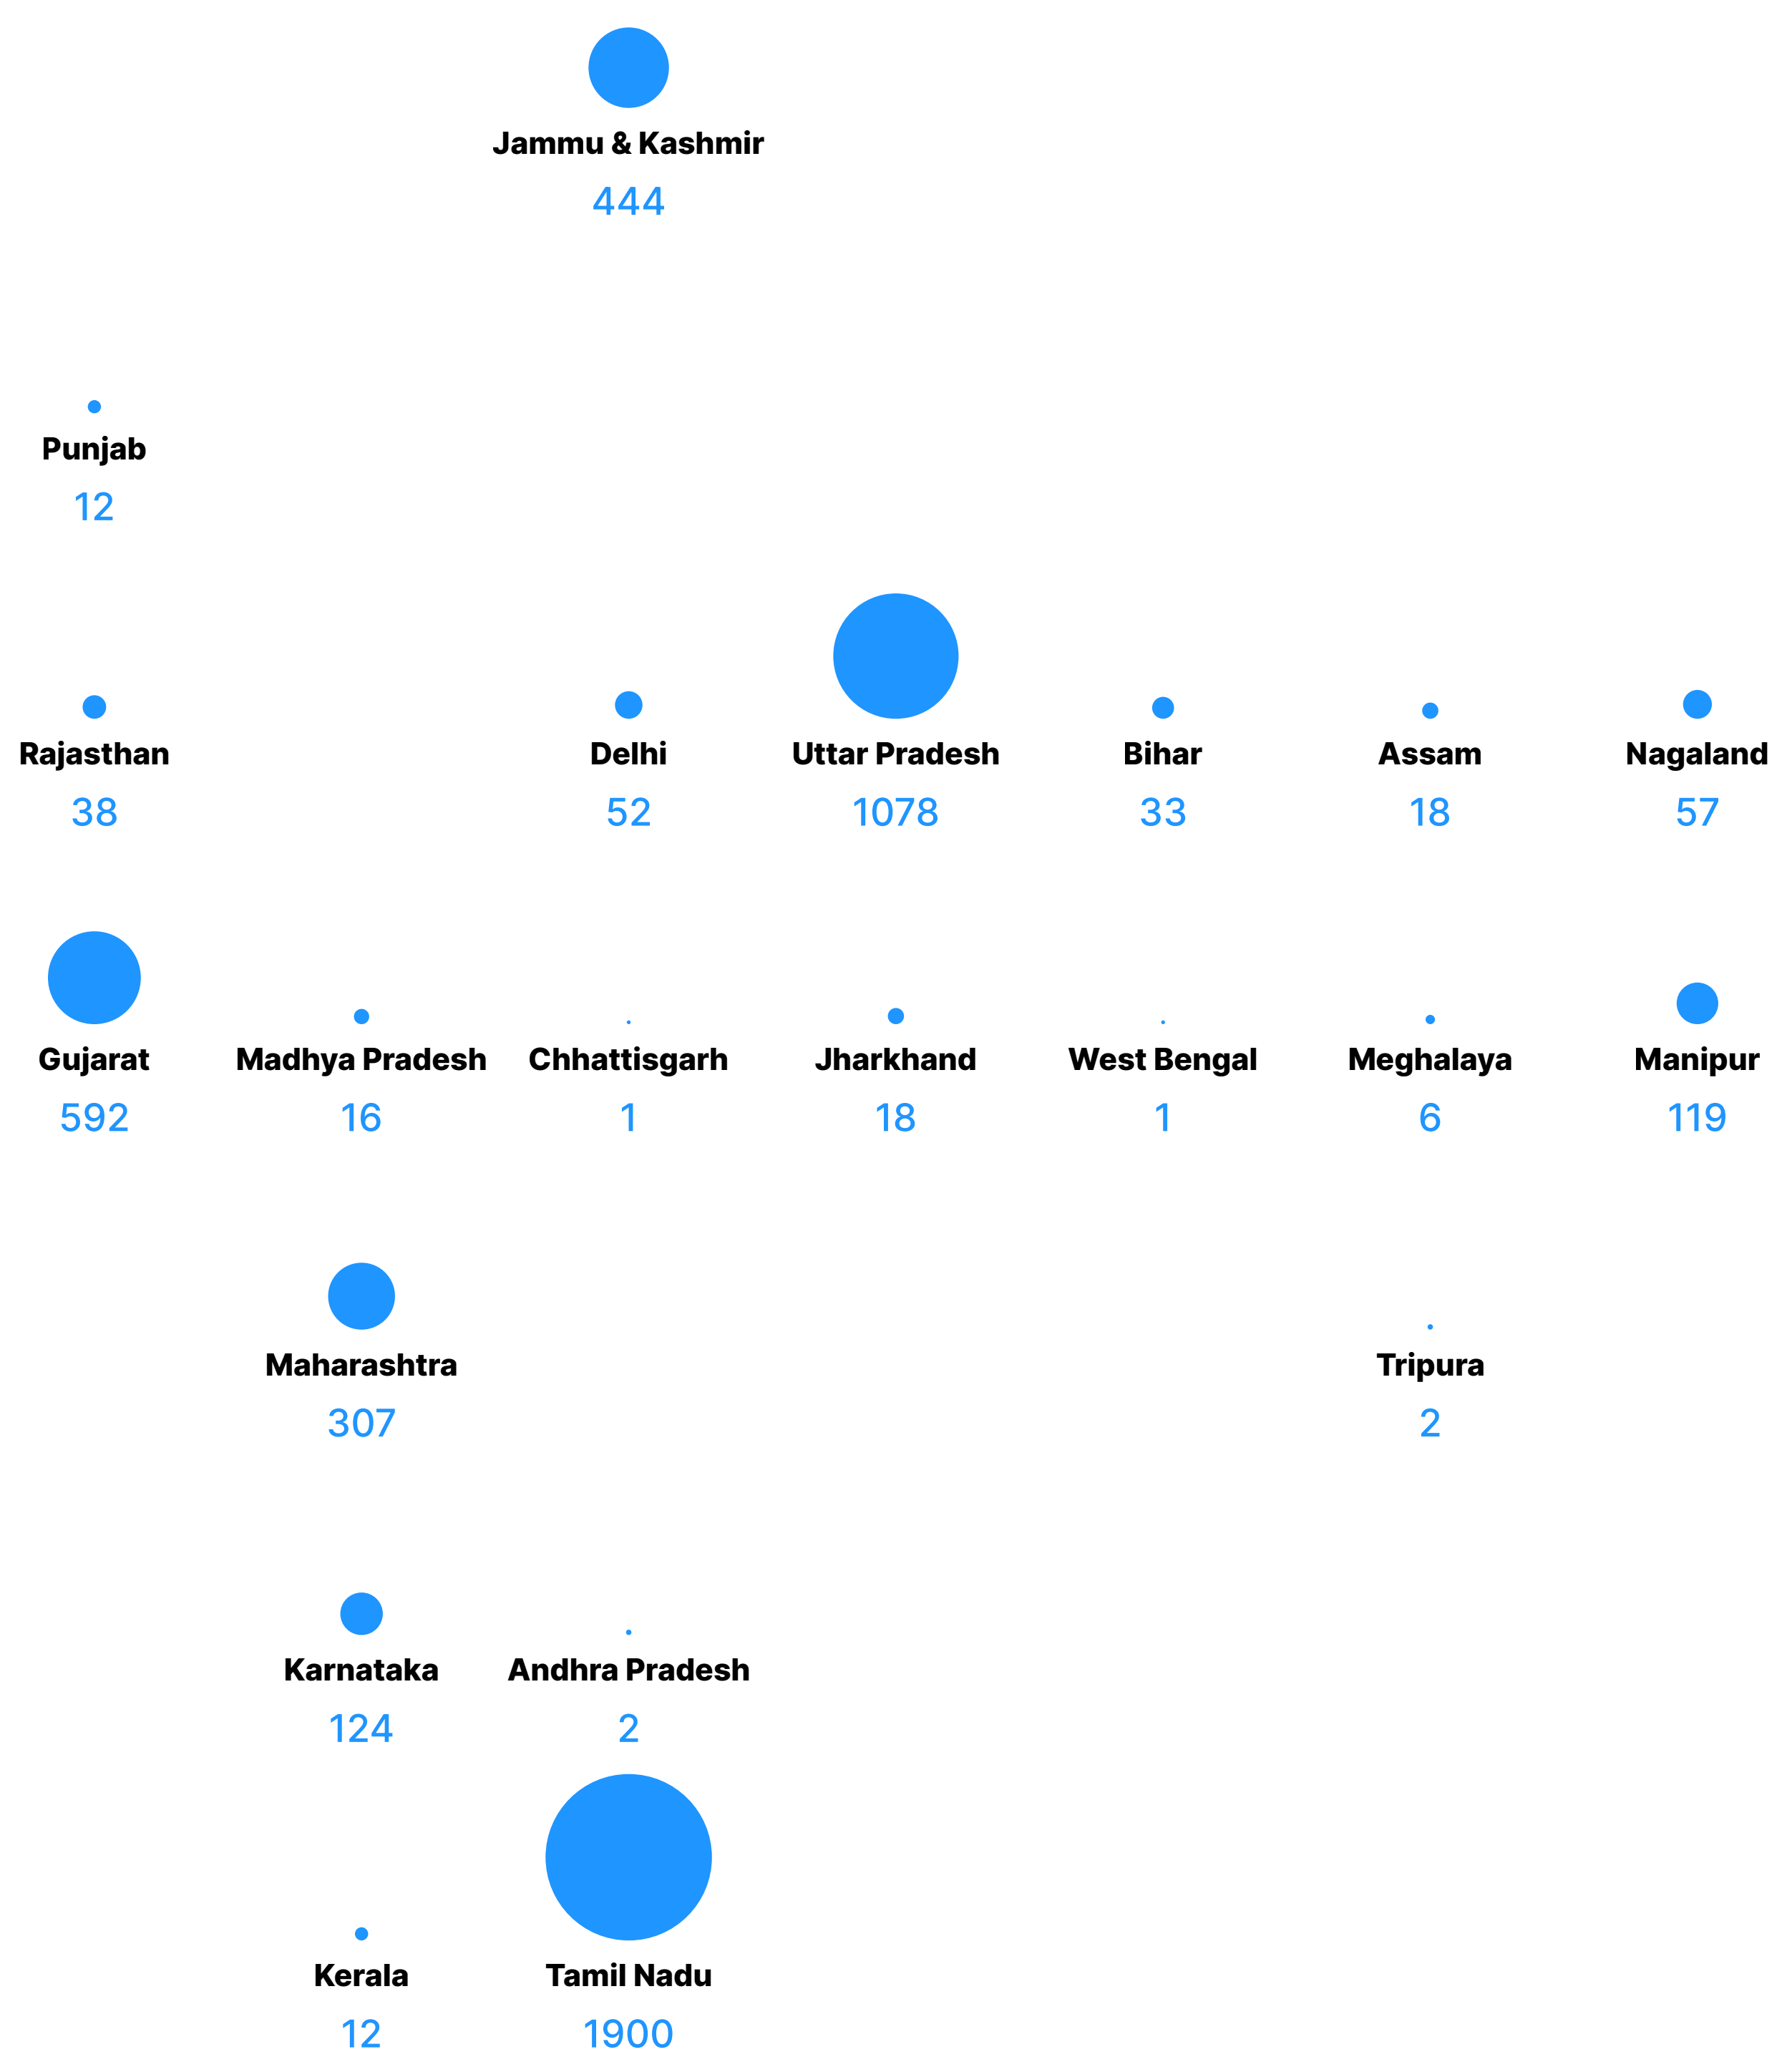 Jammu & Kashmir
444
Punjab
12
Rajasthan Delhi Uttar Pradesh Bihar Assam Nagaland
38 52 1078 33 18 57
Gujarat Madhya Pradesh Chhattisgarh Jharkhand West Bengal Meghalaya Manipur
592 16 1 18 1 6 119
Maharashtra Tripura
307 2
Karnataka Andhra Pradesh
124 2
Kerala Tamil Nadu
12 1900